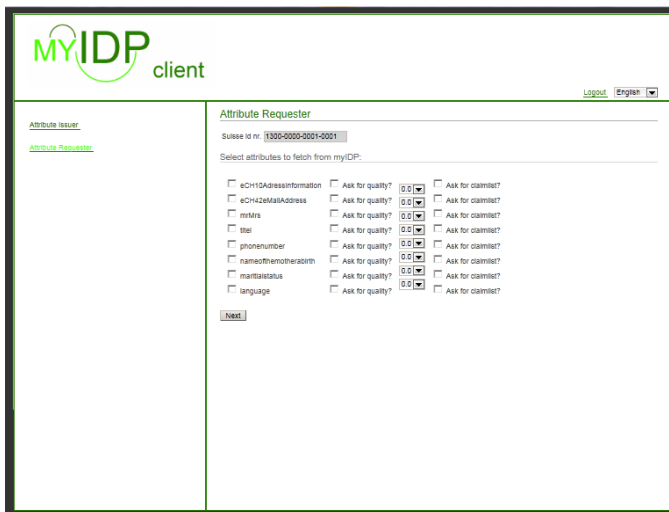 MYIDP
client
Logout English
Attribute Issuer
Attribute Requester
Attribute Requester
Suisse Id nr. 1300-0000-0001-0001
Select attributes to fetch from myIDP:
eCH10AdressInformation Ask for quality? 0.0 Ask for claimlist?
eCH42eMailAddress Ask for quality? 0.0 Ask for claimlist?
mrMrs Ask for quality? 0.0 Ask for claimlist?
titel Ask for quality? 0.0 Ask for claimlist?
phonenumber Ask for quality? 0.0 Ask for claimlist?
nameofthemotherabirth Ask for quality? 0.0 Ask for claimlist?
maritialstatus Ask for quality? 0.0 Ask for claimlist?
language Ask for quality? 0.0 Ask for claimlist?
Next